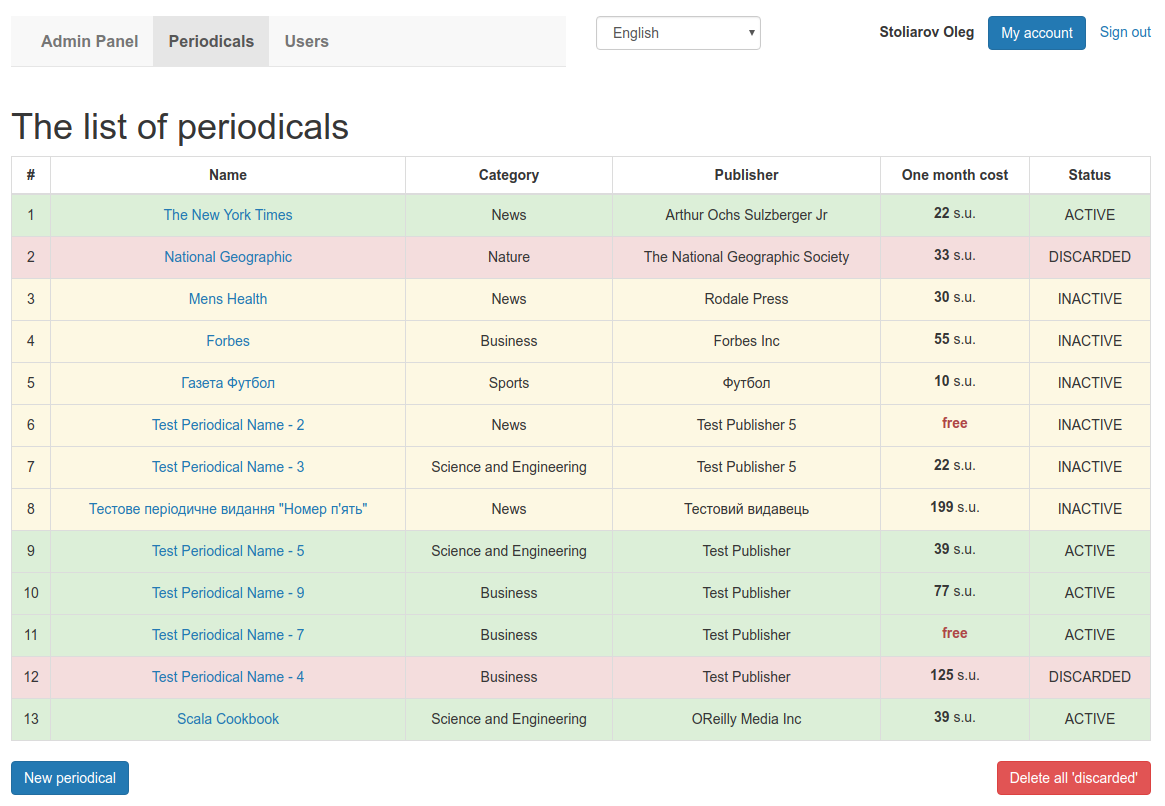 Admin Panel Periodicals Users English Stoliarov Oleg My account Sign out
The list of periodicals
# Name Category Publisher One month cost Status
1 The New York Times News Arthur Ochs Sulzberger Jr 22 s.u. ACTIVE
2 National Geographic Nature The National Geographic Society 33 s.u. DISCARDED
3 Mens Health News Rodale Press 30 s.u. INACTIVE
4 Forbes Business Forbes Inc 55 s.u. INACTIVE
5 Газета Футбол Sports Футбол 10 s.u. INACTIVE
6 Test Periodical Name - 2 News Test Publisher 5 free INACTIVE
7 Test Periodical Name - 3 Science and Engineering Test Publisher 5 22 s.u. INACTIVE
8 Тестове періодичне видання "Номер п'ять" News Тестовий видавець 199 s.u. INACTIVE
9 Test Periodical Name - 5 Science and Engineering Test Publisher 39 s.u. ACTIVE
10 Test Periodical Name - 9 Business Test Publisher 77 s.u. ACTIVE
11 Test Periodical Name - 7 Business Test Publisher free ACTIVE
12 Test Periodical Name - 4 Business Test Publisher 125 s.u. DISCARDED
13 Scala Cookbook Science and Engineering OReilly Media Inc 39 s.u. ACTIVE
New periodical Delete all 'discarded'